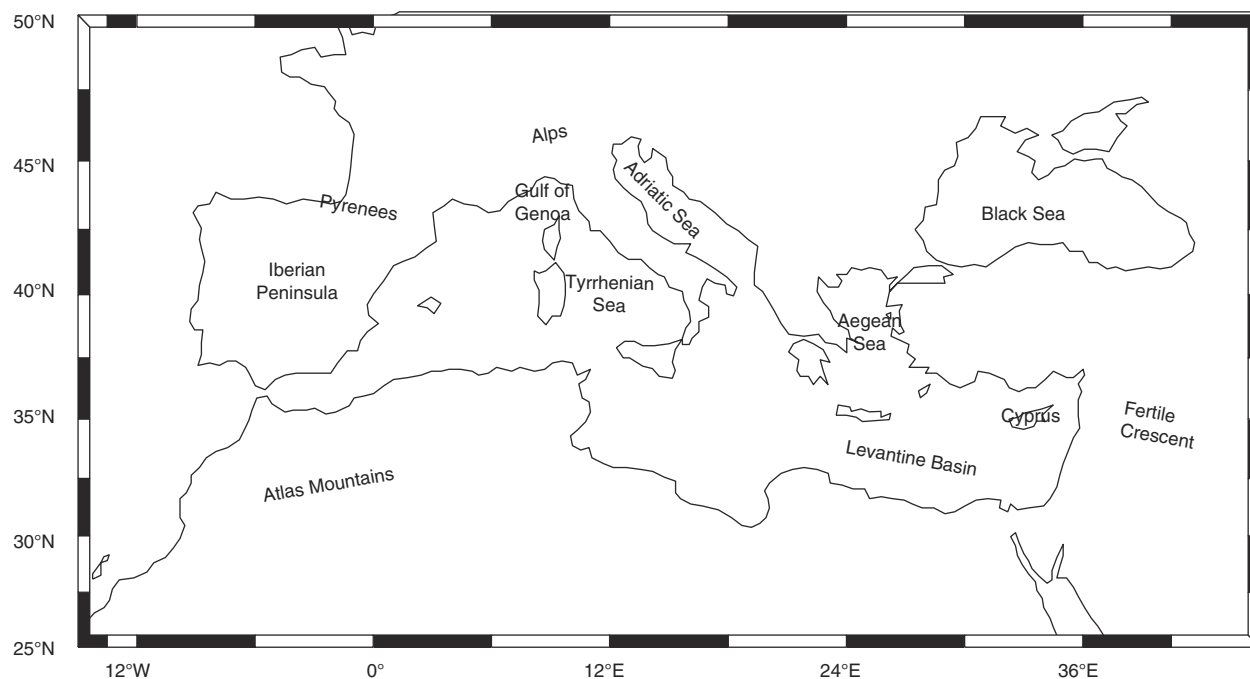 50°N
45°N
40°N
35°N
30°N
25°N
Alps
Pyrenees
Gulf of
Genoa
Adriatic Sea
Black Sea
Iberian
Peninsula
Tyrrhenian
Sea
Aegean
Sea
Cyprus
Fertile
Crescent
Levantine Basin
Atlas Mountains
12°W
0°
12°E
24°E
36°E